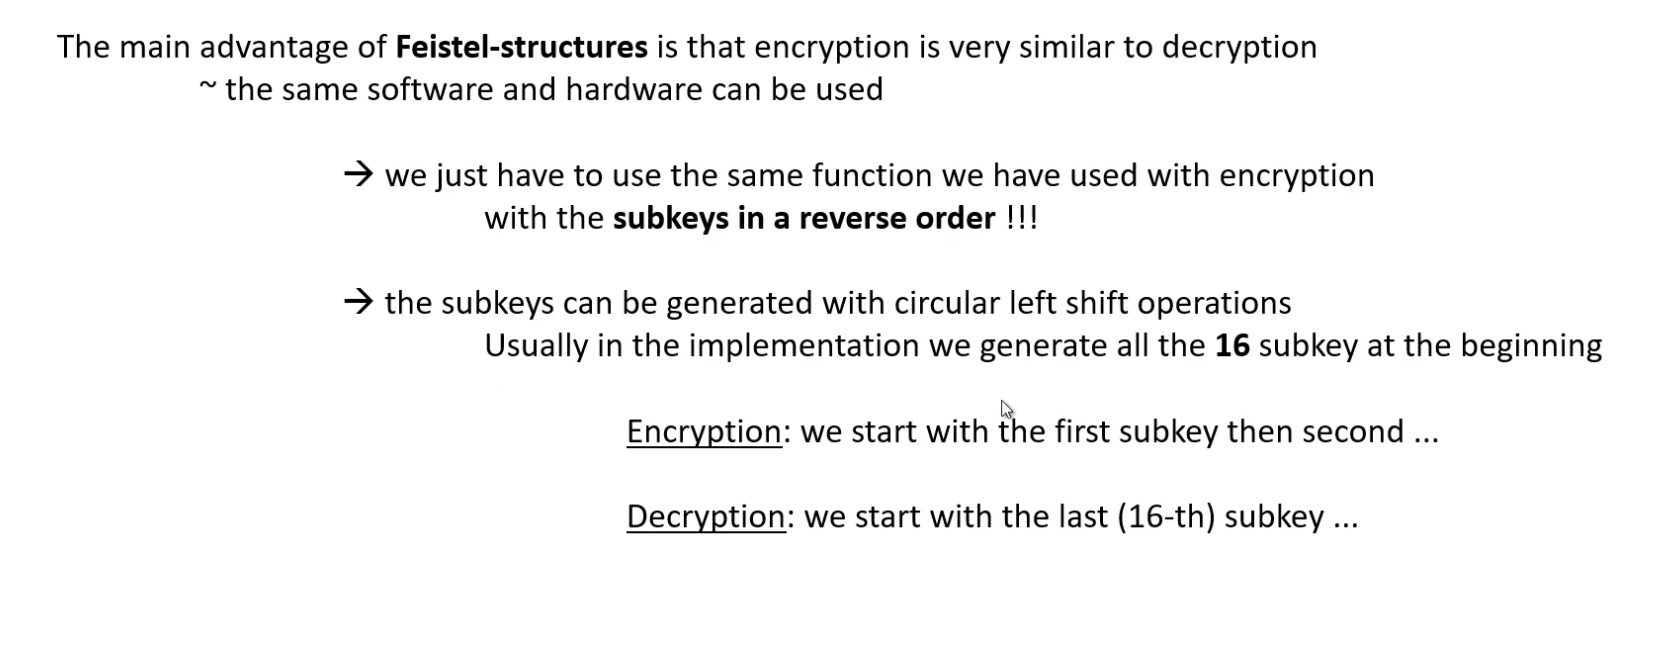 The main advantage of Feistel-structures is that encryption is very similar to decryption
~ the same software and hardware can be used
→ we just have to use the same function we have used with encryption
with the subkeys in a reverse order !!!
→ the subkeys can be generated with circular left shift operations
Usually in the implementation we generate all the 16 subkey at the beginning
Encryption: we start with the first subkey then second ...
Decryption: we start with the last (16-th) subkey ...